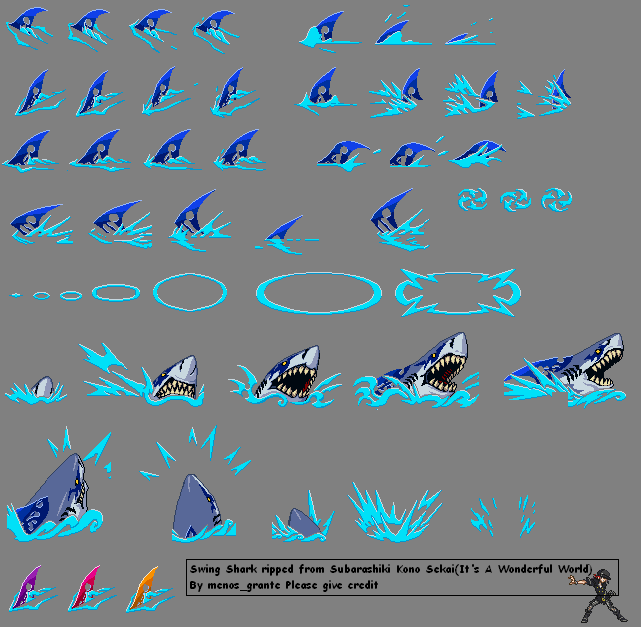 Swing Shark ripped from Subarashiki Kono Sekai(It's A Wonderful World)
By menos_grante Please give credit